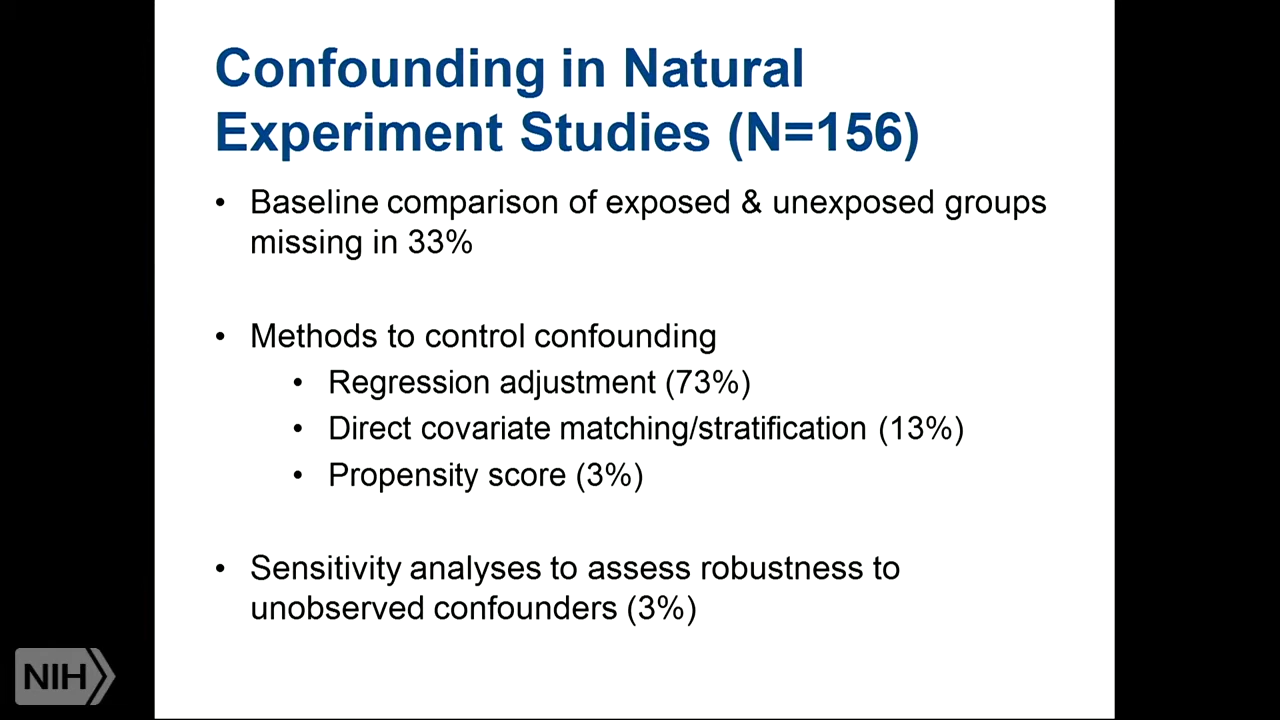 Confounding in Natural
Experiment Studies (N=156)
• Baseline comparison of exposed & unexposed groups
missing in 33%
• Methods to control confounding
• Regression adjustment (73%)
• Direct covariate matching/stratification (13%)
• Propensity score (3%)
• Sensitivity analyses to assess robustness to
unobserved confounders (3%)
NIH